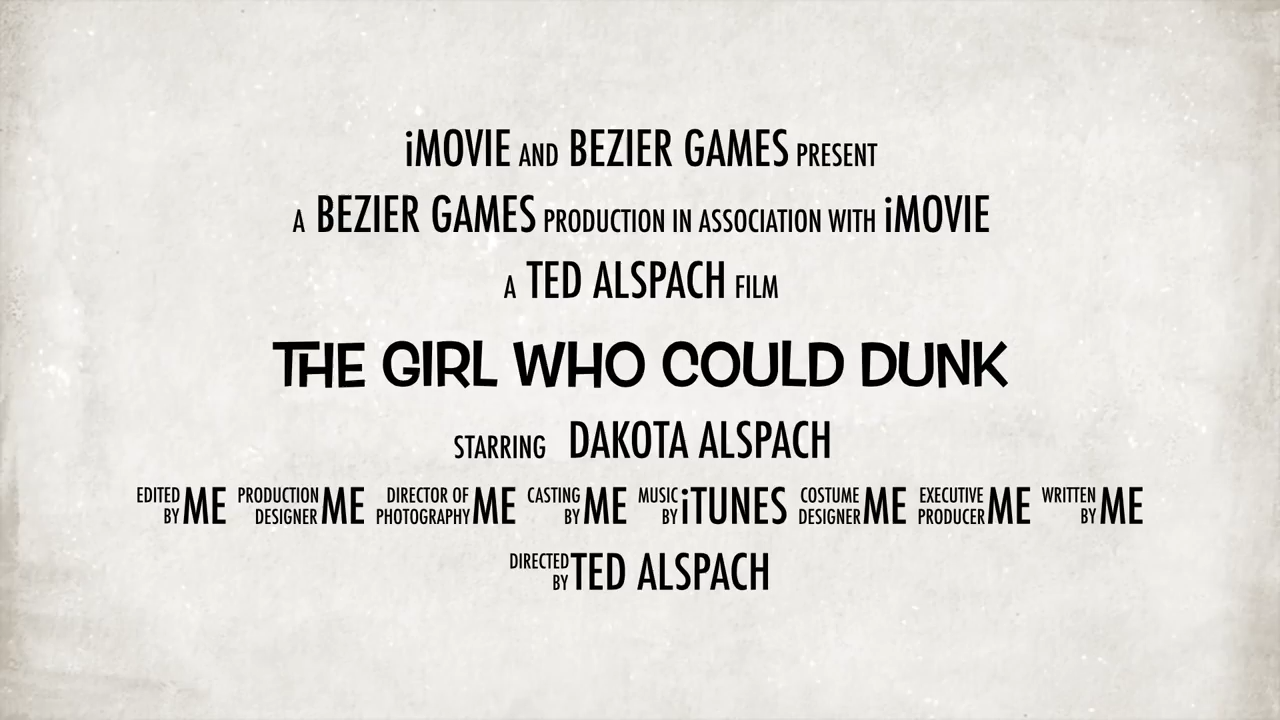 iMOVIE AND BEZIER GAMES PRESENT
A BEZIER GAMES PRODUCTION IN ASSOCIATION WITH iMOVIE
A TED ALSPACH FILM
THE GIRL WHO COULD DUNK
STARRING DAKOTA ALSPACH
EDITED BY ME PRODUCTION DESIGNER ME DIRECTOR OF PHOTOGRAPHY ME CASTING BY ME MUSIC BY iTUNES COSTUME DESIGNER ME EXECUTIVE PRODUCER ME WRITTEN BY ME
DIRECTED BY TED ALSPACH